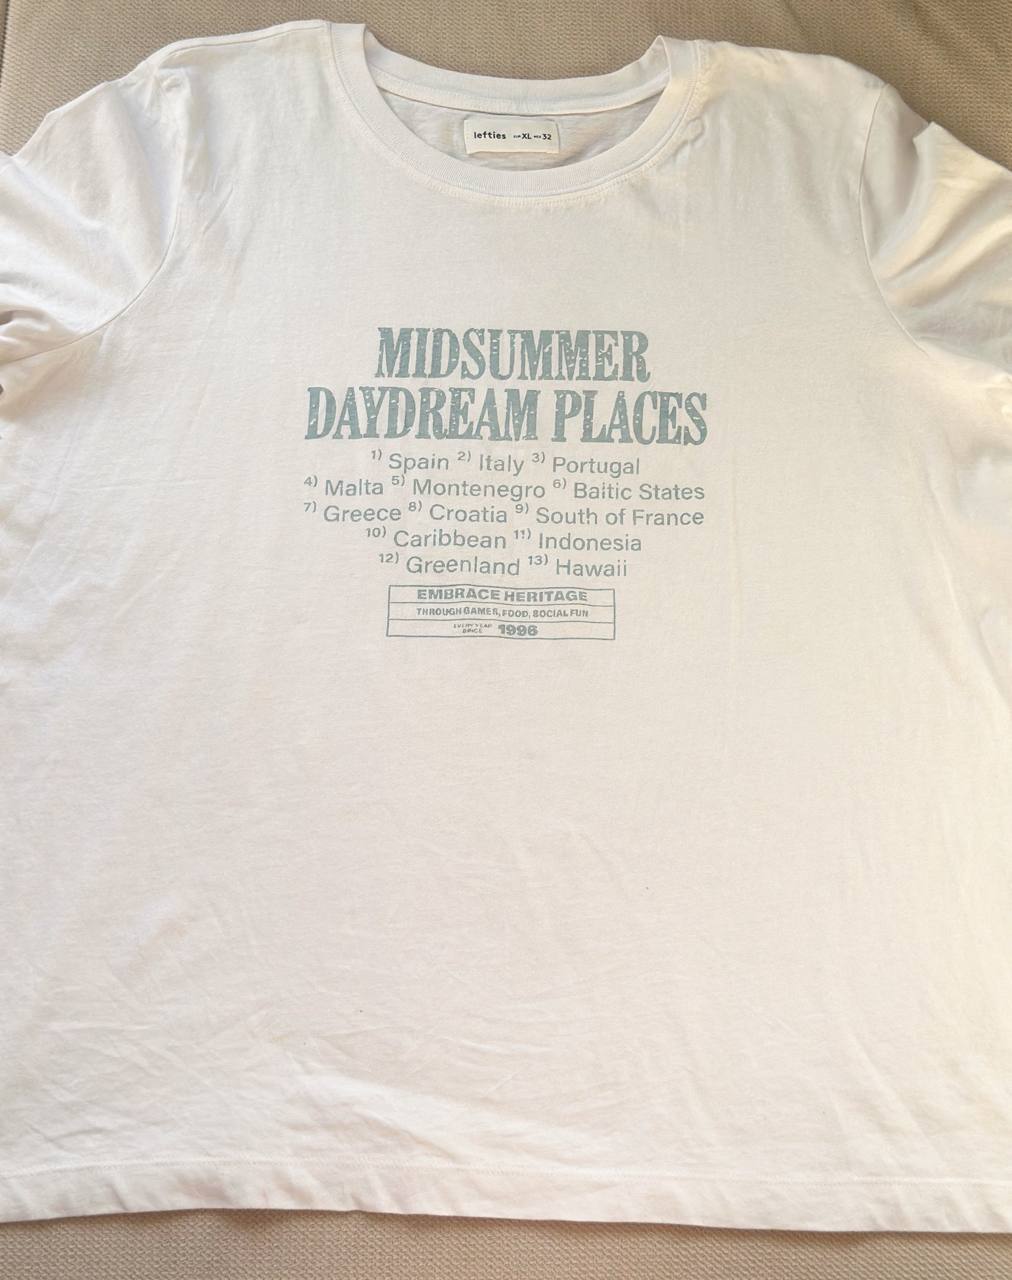 lefties EUR XL MEX 32
MIDSUMMER
DAYDREAM PLACES
1) Spain 2) Italy 3) Portugal
4) Malta 5) Montenegro 6) Baltic States
7) Greece 8) Croatia 9) South of France
10) Caribbean 11) Indonesia
12) Greenland 13) Hawaii
EMBRACE HERITAGE
THROUGH GAMES, FOOD, SOCIAL FUN
EVERY YEAR
SINCE 1996